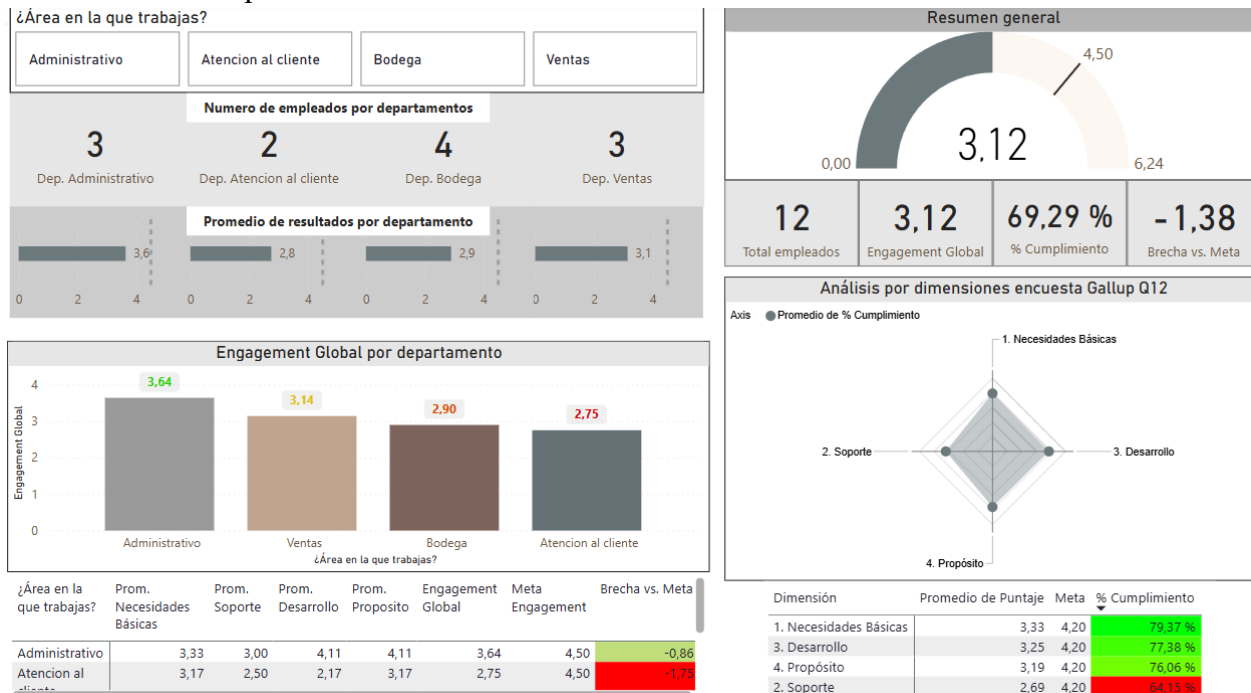 ¿Área en la que trabajas?
Administrativo
Atencion al cliente
Bodega
Ventas
Numero de empleados por departamentos
3
2
4
3
Dep. Administrativo
Dep. Atencion al cliente
Dep. Bodega
Dep. Ventas
Promedio de resultados por departamento
3,6
2,8
2,9
3,1
0 2 4
0 2 4
0 2 4
0 2 4
Engagement Global por departamento
Engagement Global
4
3
2
1
0
3,64
3,14
2,90
2,75
Administrativo
Ventas
Bodega
Atencion al cliente
¿Área en la que trabajas?
¿Área en la que trabajas? Prom. Necesidades Básicas Prom. Soporte Prom. Desarrollo Prom. Proposito Engagement Global Meta Engagement Brecha vs. Meta
Administrativo 3,33 3,00 4,11 4,11 3,64 4,50 -0,86
Atencion al 3,17 2,50 2,17 3,17 2,75 4,50 -1,75
Resumen general
4,50
3,12
0,00
6,24
12
3,12
69,29 %
-1,38
Total empleados
Engagement Global
% Cumplimiento
Brecha vs. Meta
Análisis por dimensiones encuesta Gallup Q12
Axis Promedio de % Cumplimiento
1. Necesidades Básicas
2. Soporte
3. Desarrollo
4. Propósito
Dimensión Promedio de Puntaje Meta % Cumplimiento
1. Necesidades Básicas 3,33 4,20 79,37 %
3. Desarrollo 3,25 4,20 77,38 %
4. Propósito 3,19 4,20 76,06 %
2. Soporte 2,69 4,20 64,15 %